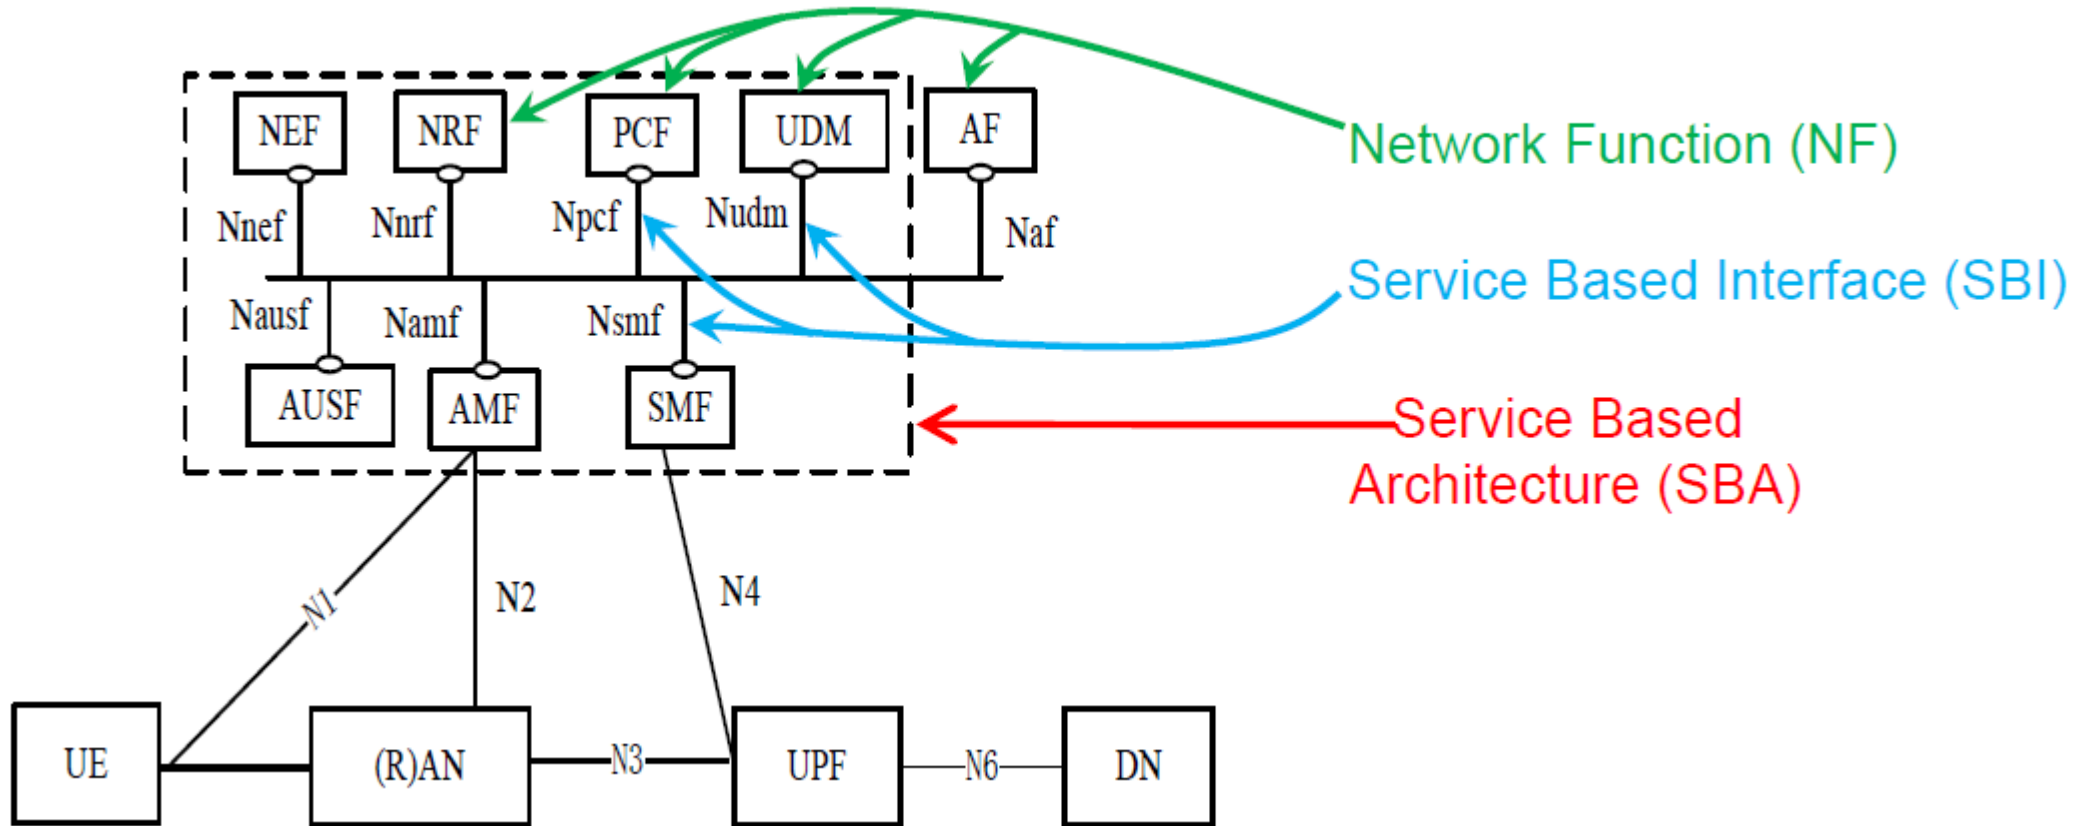 NEF
NRF
PCF
UDM
AF
Network Function (NF)
Nnef
Nnrf
Npcf
Nudm
Naf
Service Based Interface (SBI)
Nausf
Namf
Nsmf
AUSF
AMF
SMF
Service Based
Architecture (SBA)
N1
N2
N4
UE
(R)AN
N3
UPF
N6
DN